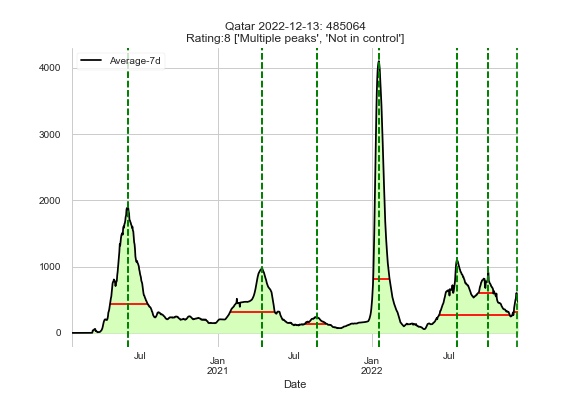 Qatar 2022-12-13: 485064
Rating:8 ['Multiple peaks', 'Not in control']
Average-7d
4000
3000
2000
1000
0
Jul
Jan
2021
Jul
Jan
2022
Jul
Date